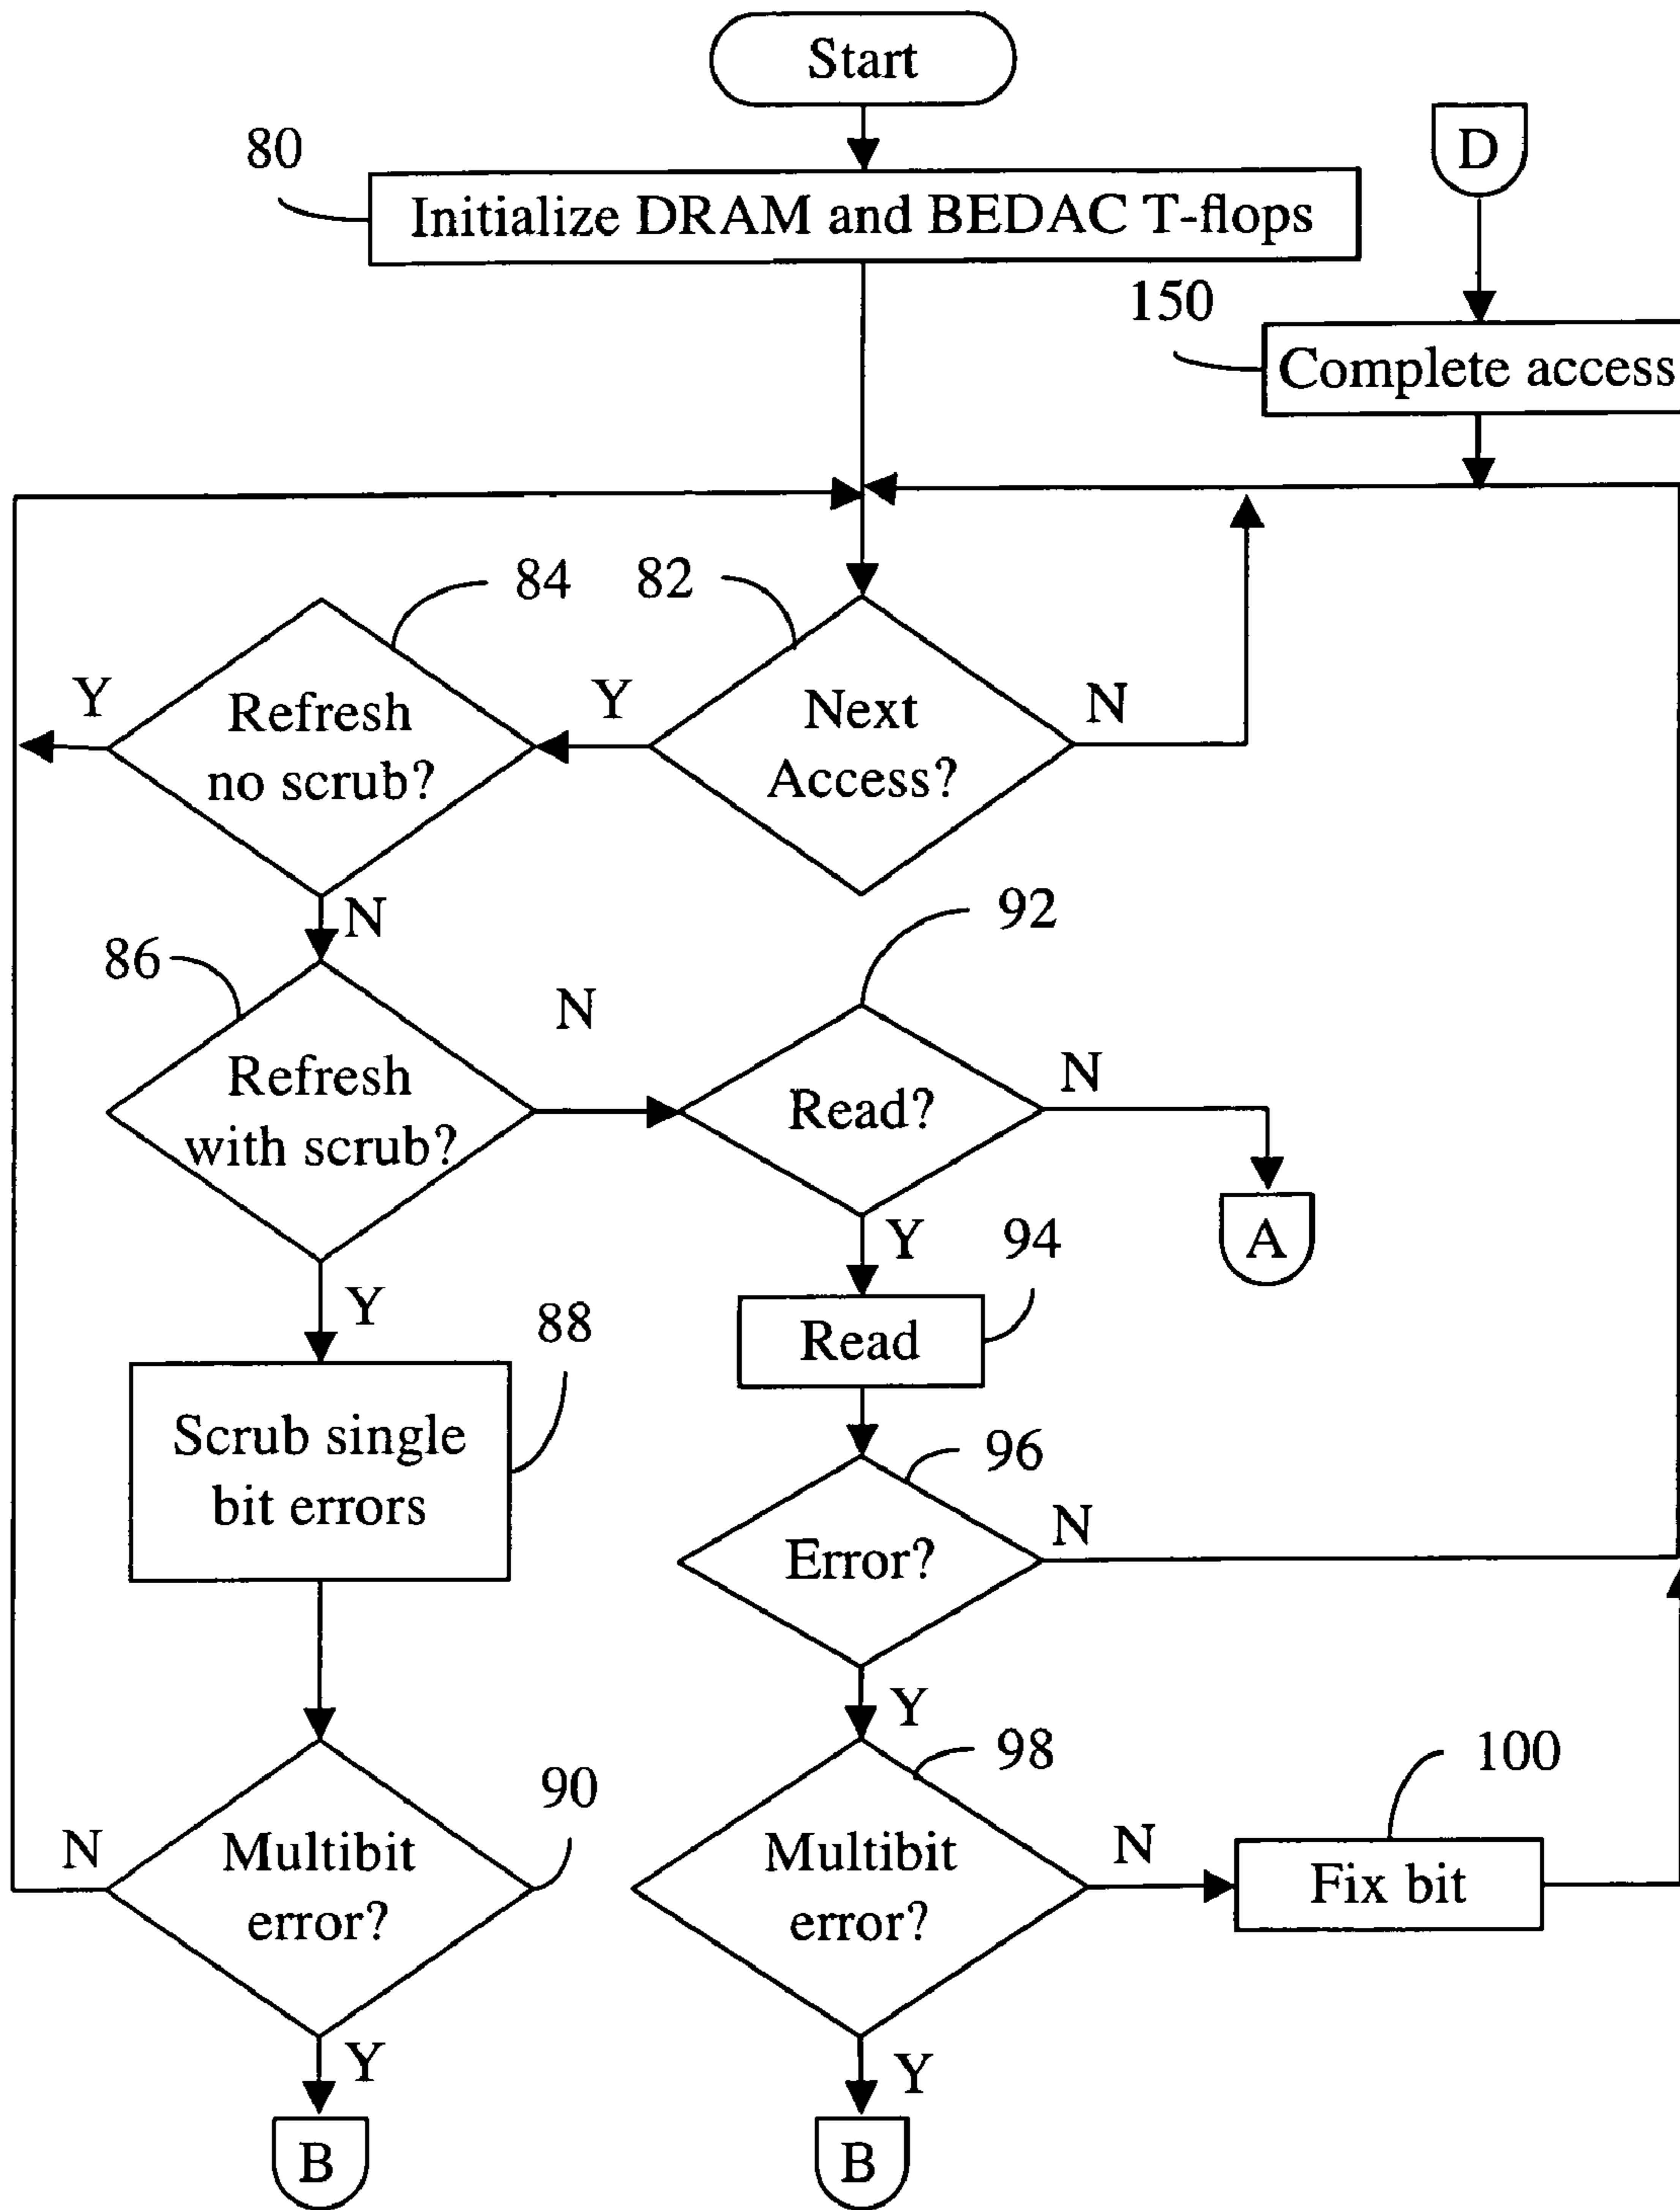 Start
80
D
Initialize DRAM and BEDAC T-flops
150
Complete access
84
82
Y
Refresh
no scrub?
Y
Next
Access?
N
N
92
86
Refresh
with scrub?
N
Read?
N
A
Y
94
Y
88
Read
Scrub single
bit errors
96
Error?
N
Y
98
100
90
N
Multibit
error?
Multibit
error?
N
Fix bit
Y
Y
B
B